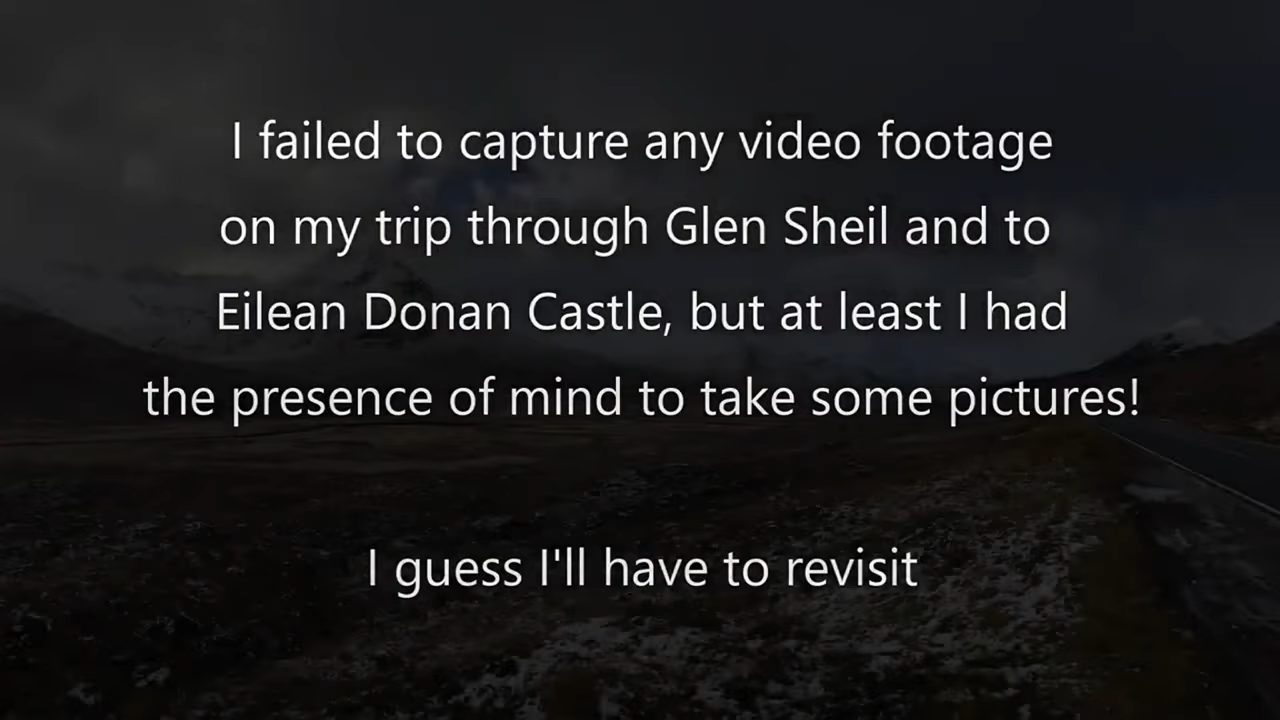 I failed to capture any video footage
on my trip through Glen Sheil and to
Eilean Donan Castle, but at least I had
the presence of mind to take some pictures!
I guess I'll have to revisit